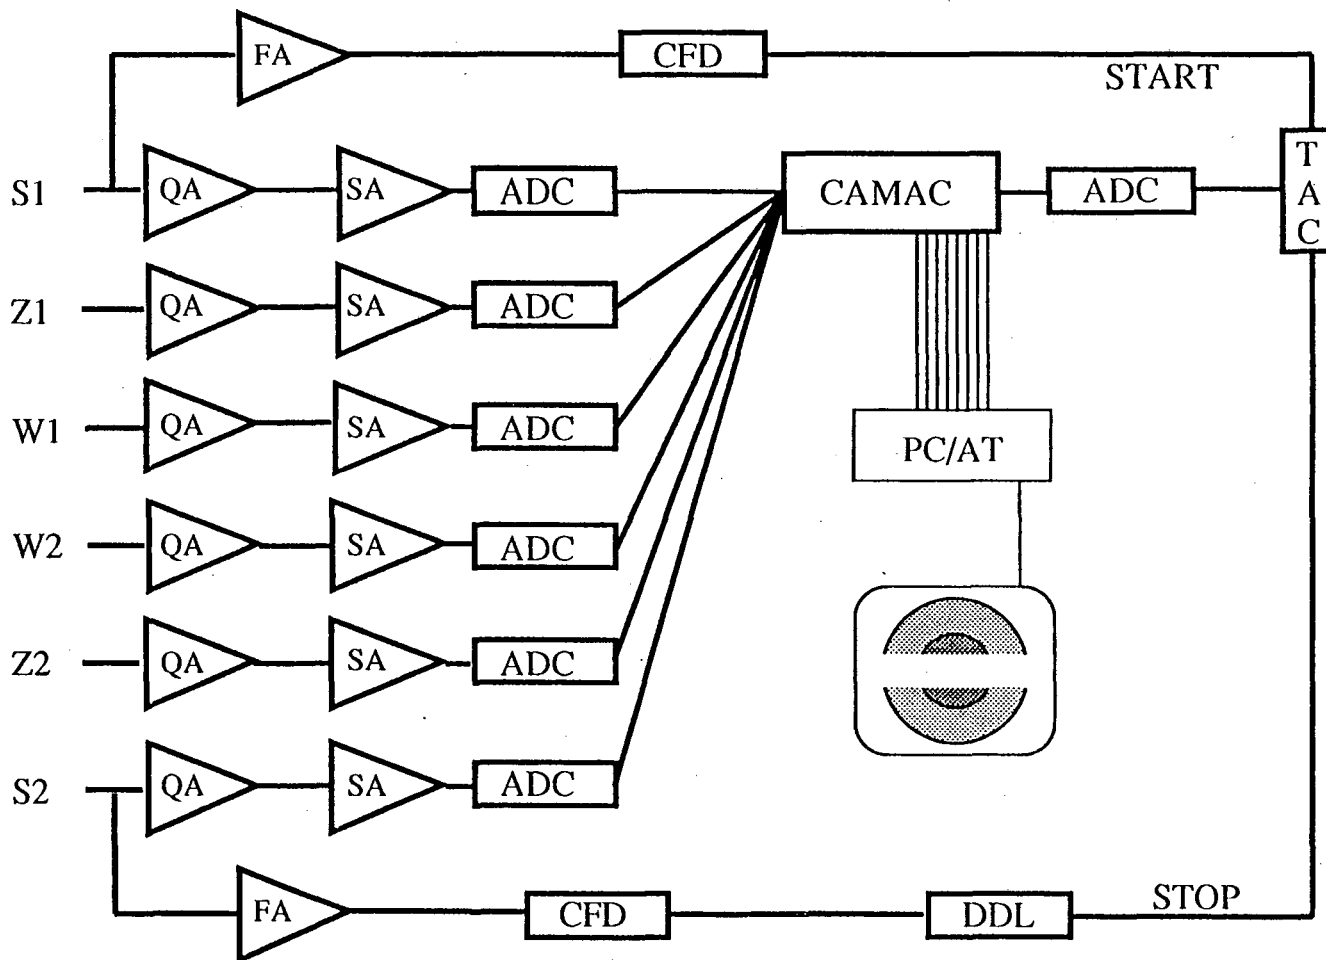 FA
CFD
START
S1
QA
SA
ADC
CAMAC
ADC
T
A
C
Z1
QA
SA
ADC
W1
QA
SA
ADC
PC/AT
W2
QA
SA
ADC
Z2
QA
SA
ADC
S2
QA
SA
ADC
FA
CFD
DDL
STOP